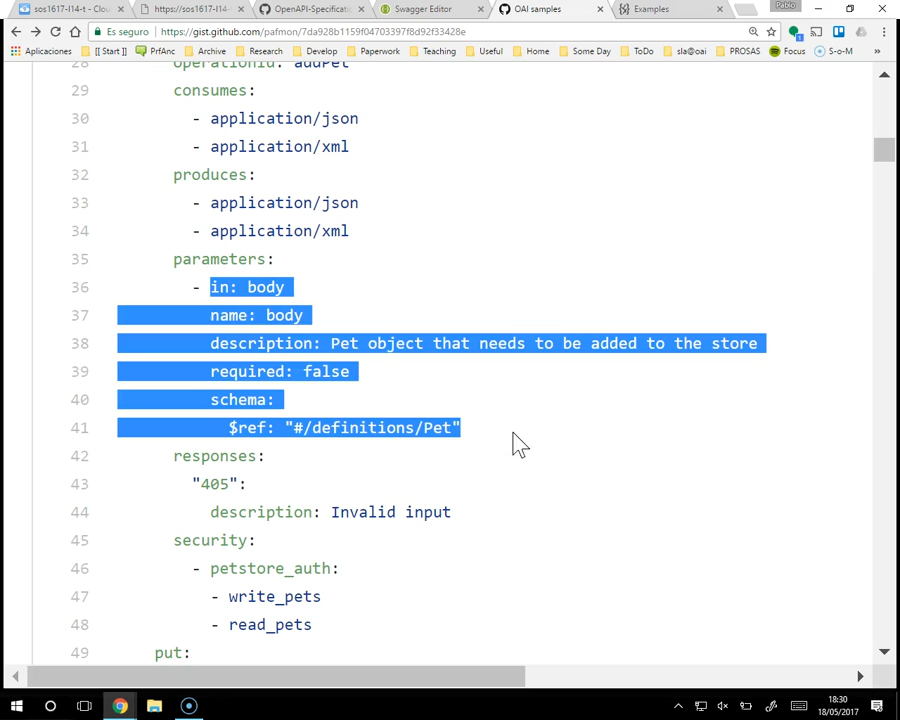 sos1617-I14-t - Clou
https://sos1617-I14-
OpenAPI-Specificati
Swagger Editor
OAI samples
Examples
Pablo
Es seguro
https://gist.github.com/pafmon/7da928b1159f04703397f8d92f33428e
Aplicaciones
[[ Start ]]
PrfAnc
Archive
Research
Develop
Paperwork
Teaching
Useful
Home
Some Day
ToDo
sla@oai
PROSAS
Focus
S-o-M
»
28 operationId: addPet
29 consumes:
30 - application/json
31 - application/xml
32 produces:
33 - application/json
34 - application/xml
35 parameters:
36 - in: body
37 name: body
38 description: Pet object that needs to be added to the store
39 required: false
40 schema:
41 $ref: "#/definitions/Pet"
42 responses:
43 "405":
44 description: Invalid input
45 security:
46 - petstore_auth:
47 - write_pets
48 - read_pets
49 put:
18:30
18/05/2017